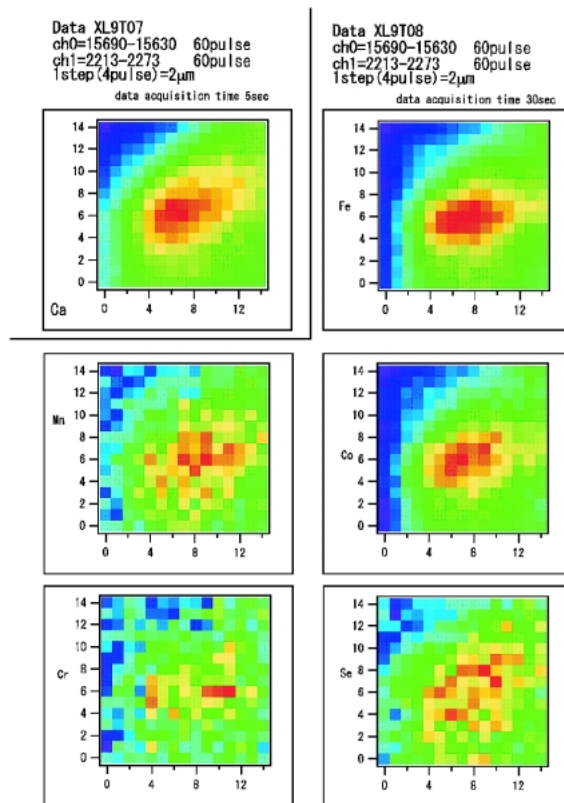 Data XL9T07
ch0=15690-15630 60pulse
ch1=2213-2273 60pulse
1step(4pulse)=2μm
data acquisition time 5sec
Data XL9T08
ch0=15690-15630 60pulse
ch1=2213-2273 60pulse
1step(4pulse)=2μm
data acquisition time 30sec
14
12
10
8
6
4
2
0
Ca
0 4 8 12
14
12
10
8
Fe
6
4
2
0
0 4 8 12
14
12
10
Mn
8
6
4
2
0
0 4 8 12
14
12
10
8
Co
6
4
2
0
0 4 8 12
14
12
10
8
Cr
6
4
2
0
0 4 8 12
14
12
10
8
Se
6
4
2
0
0 4 8 12